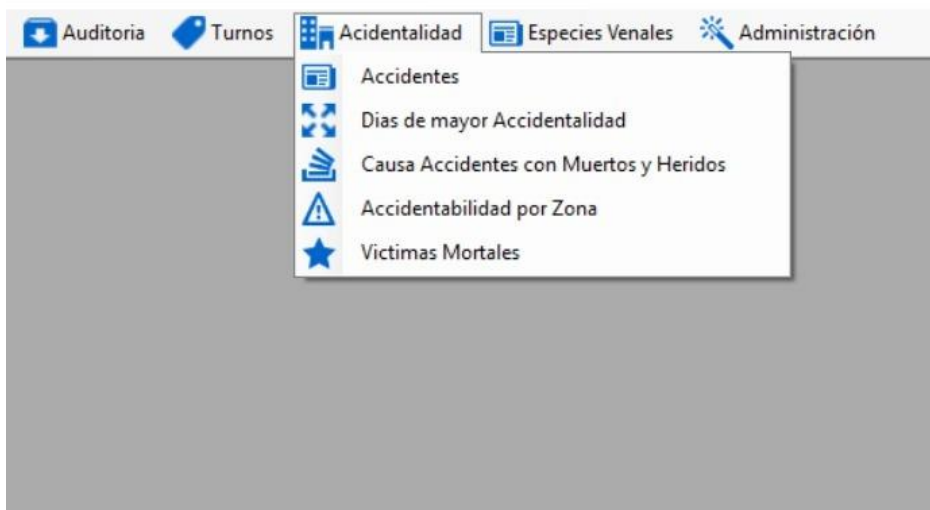 Auditoria Turnos Acidentalidad Especies Venales Administración
Accidentes
Dias de mayor Accidentalidad
Causa Accidentes con Muertos y Heridos
Accidentabilidad por Zona
Victimas Mortales